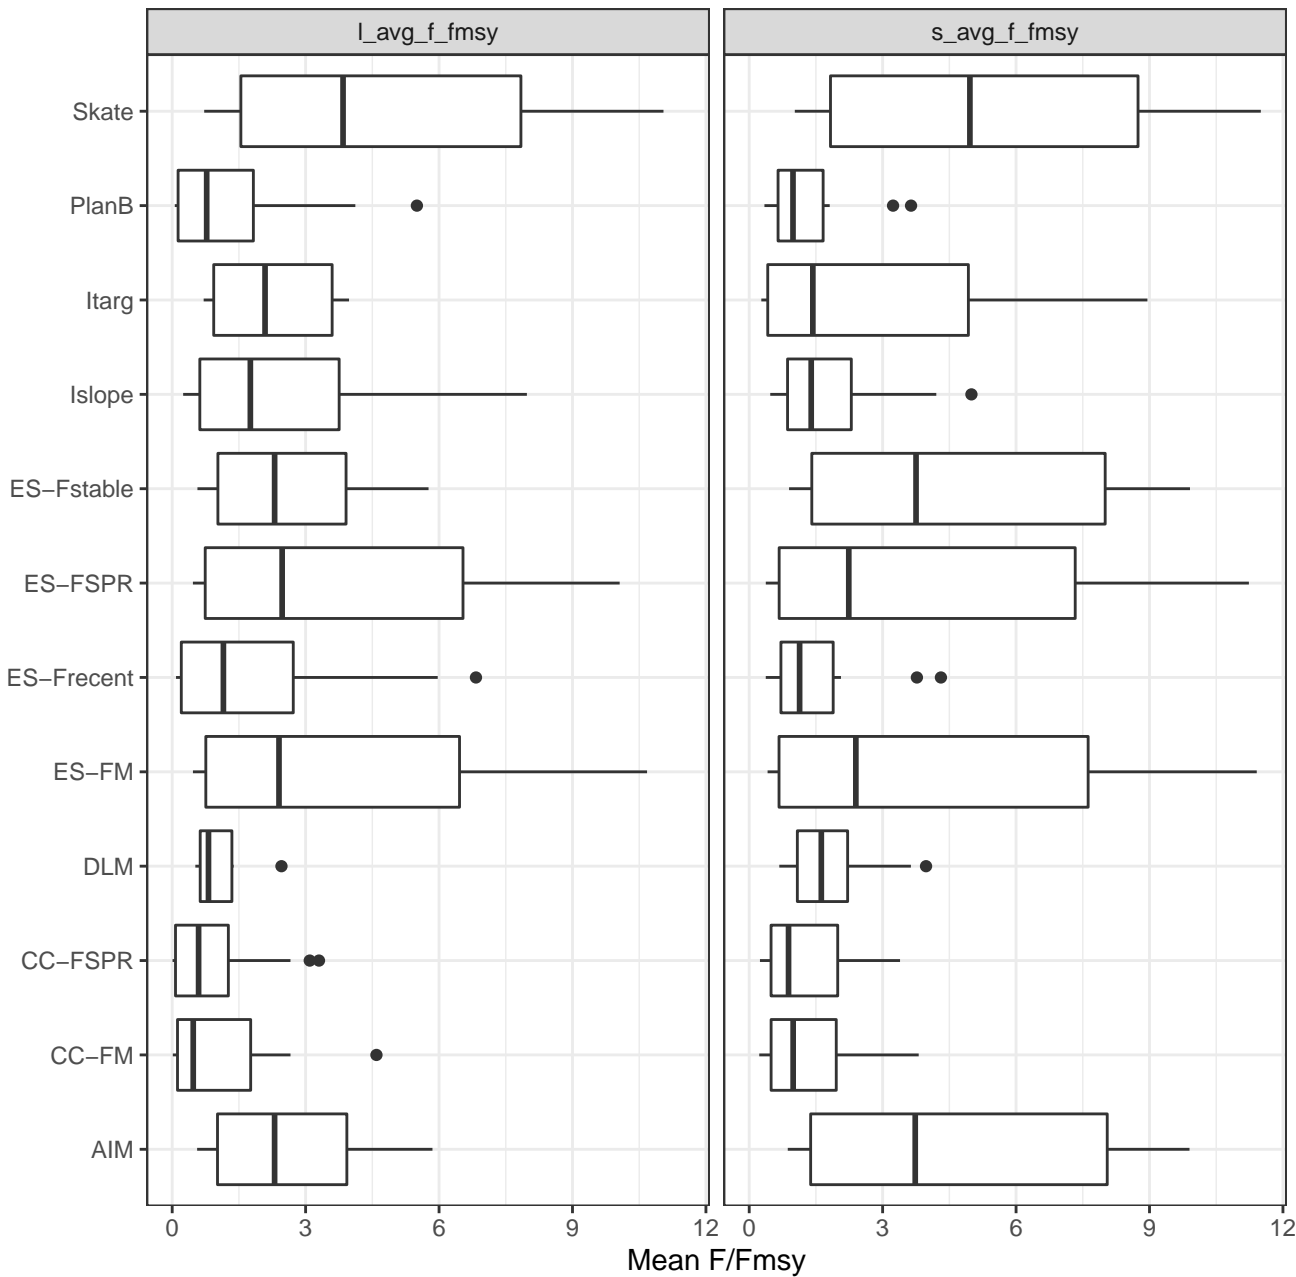 l_avg_f_fmsy
s_avg_f_fmsy
Skate
PlanB
Itarg
Islope
ES−Fstable
ES−FSPR
ES−Frecent
ES−FM
DLM
CC−FSPR
CC−FM
AIM
0 3 6 9 12 0 3 6 9 12
Mean F/Fmsy